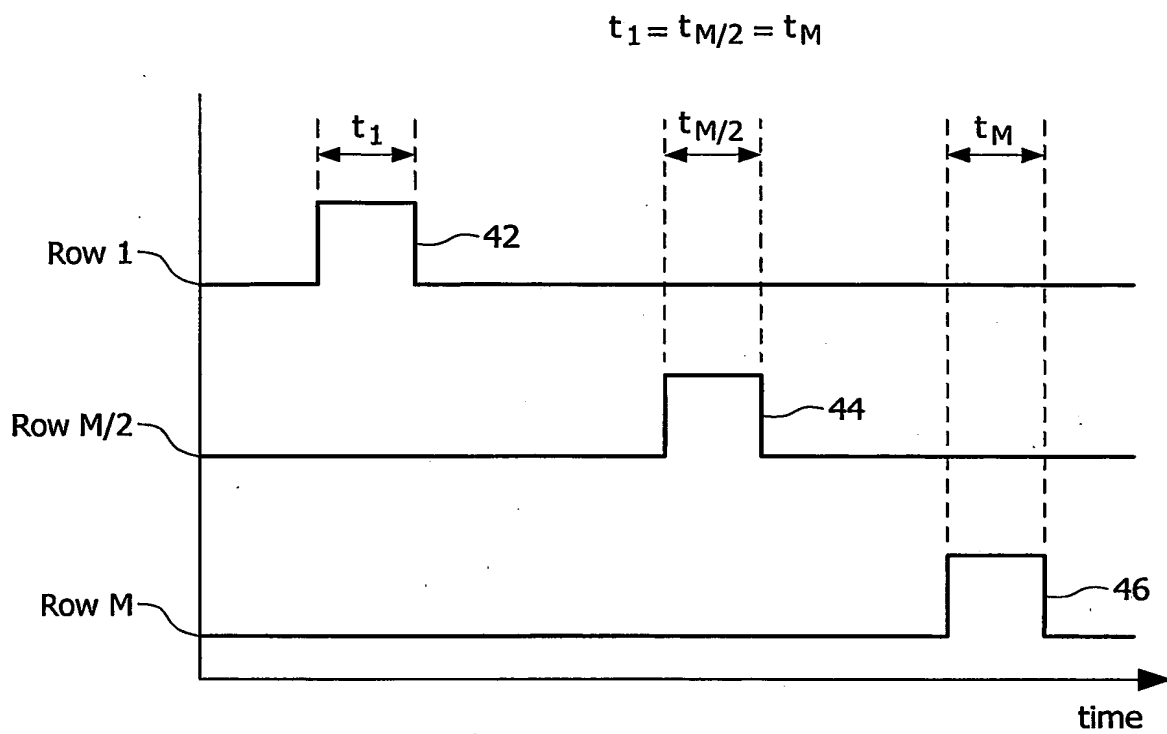 t1 = tM/2 = tM
t1
tM/2
tM
42
Row 1
44
Row M/2
46
Row M
time